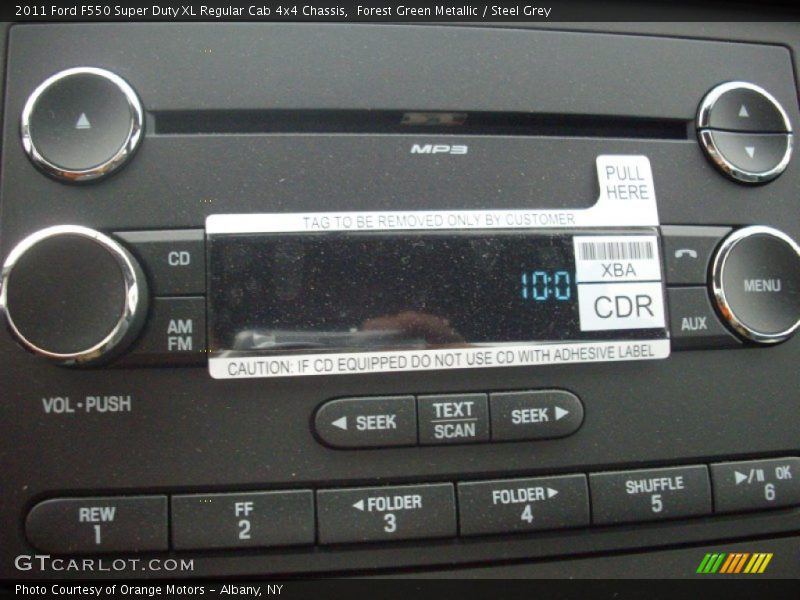 2011 Ford F550 Super Duty XL Regular Cab 4x4 Chassis,  Forest Green Metallic / Steel Grey
MP3
PULL
HERE
TAG TO BE REMOVED ONLY BY CUSTOMER
CD
10:0
XBA
CDR
MENU
AM
FM
AUX
CAUTION: IF CD EQUIPPED DO NOT USE CD WITH ADHESIVE LABEL
VOL • PUSH
SEEK
TEXT
SCAN
SEEK
REW
1
FF
2
FOLDER
3
FOLDER
4
SHUFFLE
5
OK
6
GTCARLOT.COM
Photo Courtesy of Orange Motors - Albany, NY